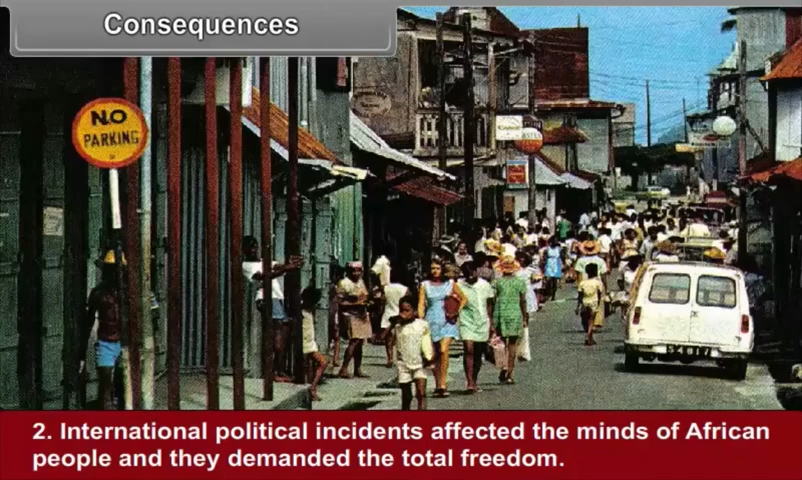 Consequences
NO
PARKING
2. International political incidents affected the minds of African
people and they demanded the total freedom.